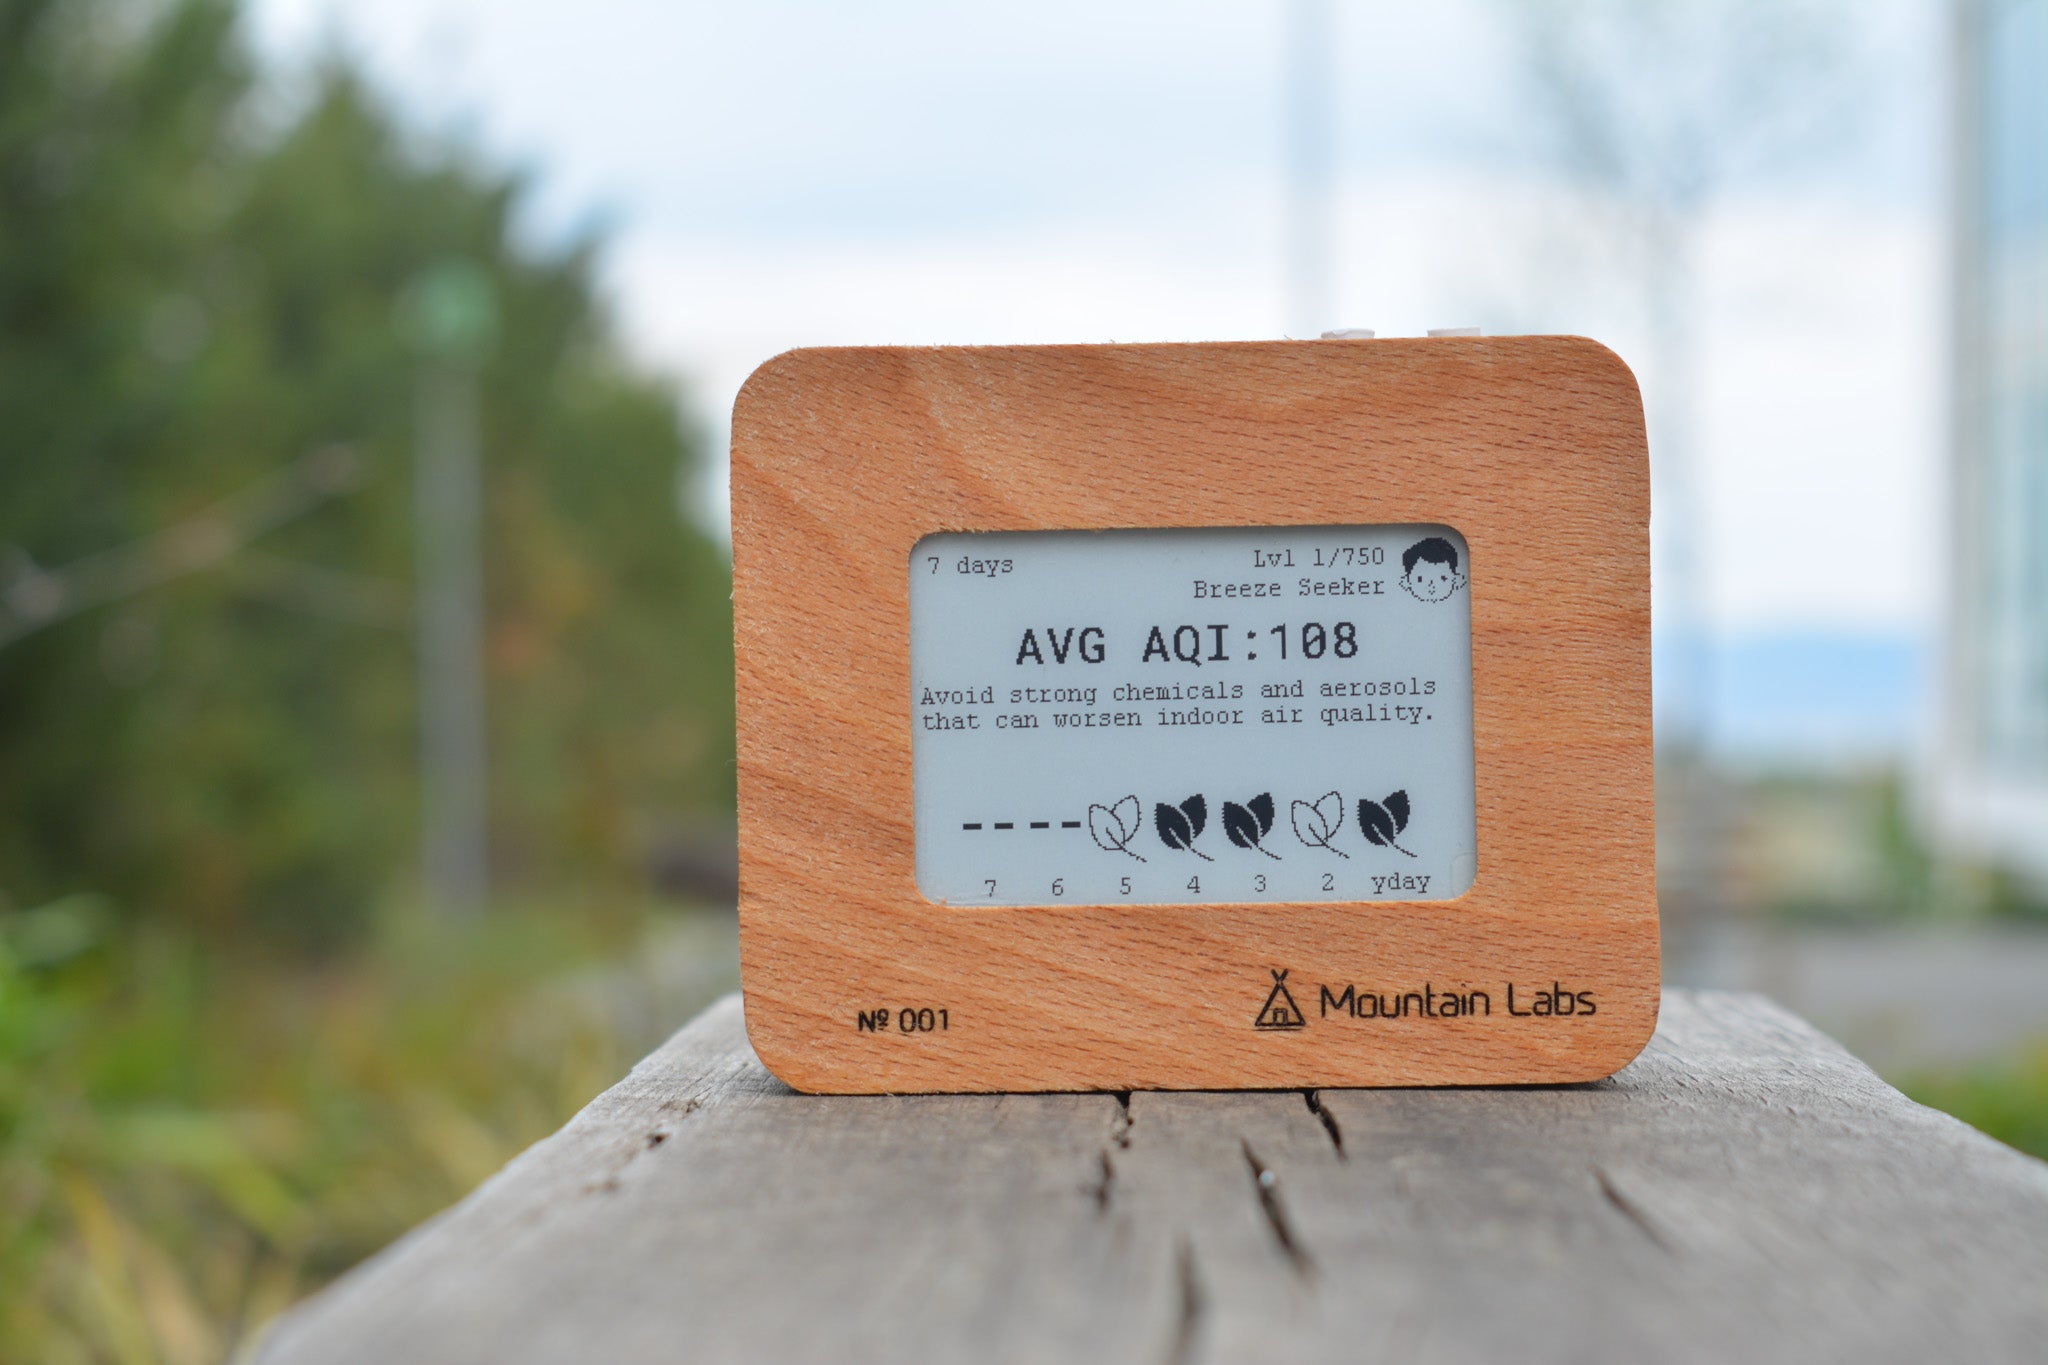 7 days
Lvl 1/750
Breeze Seeker
AVG AQI:108
Avoid strong chemicals and aerosols
that can worsen indoor air quality.
----
7 6 5 4 3 2 yday
№ 001
Mountain Labs